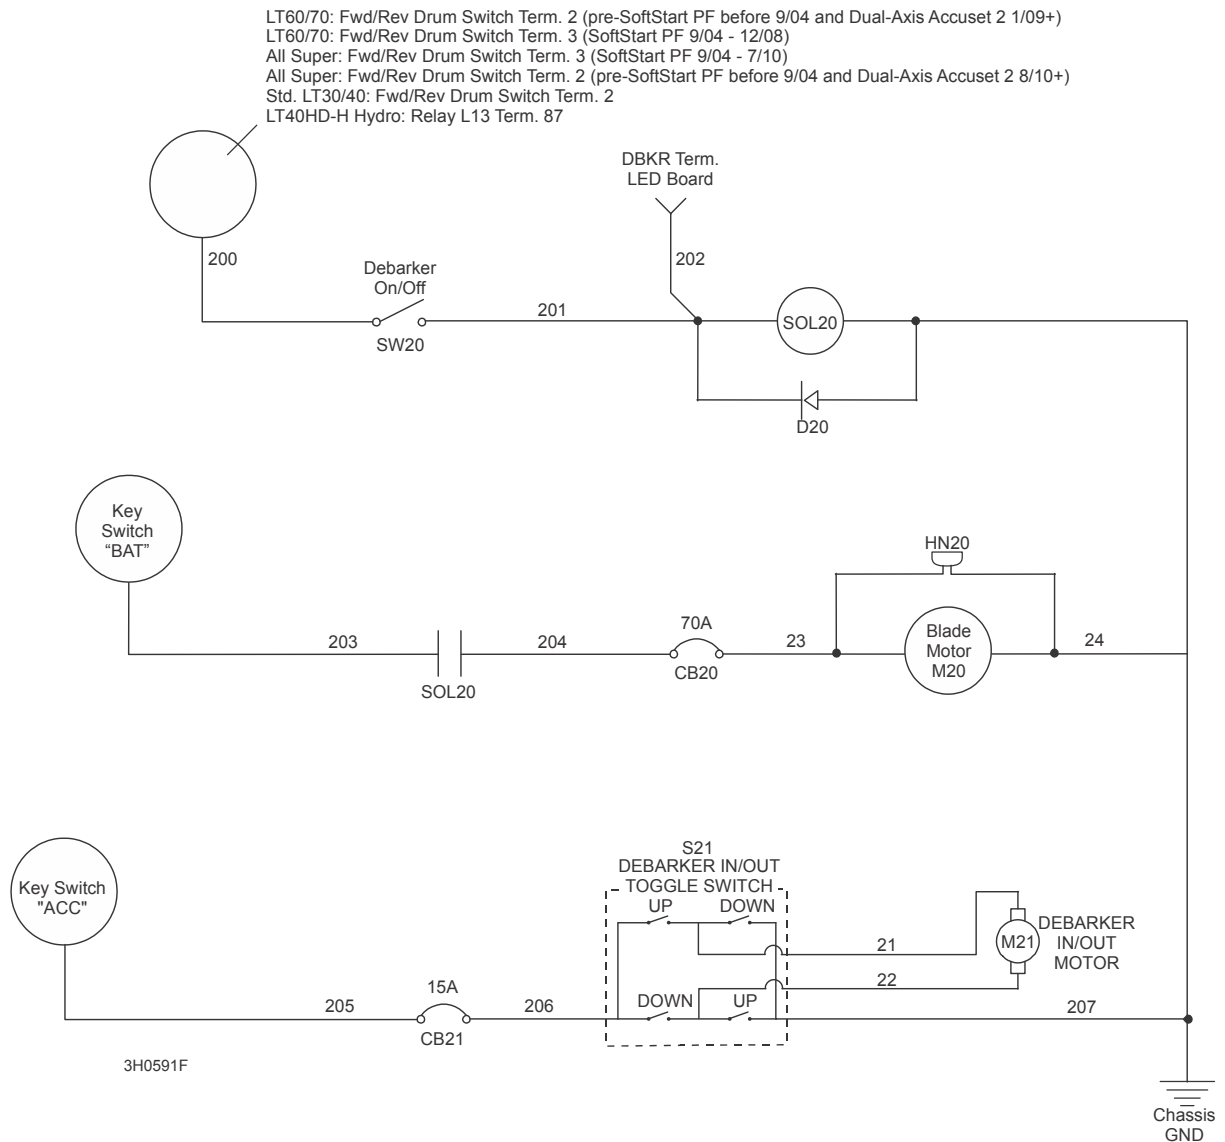 LT60/70: Fwd/Rev Drum Switch Term. 2 (pre-SoftStart PF before 9/04 and Dual-Axis Accuset 2 1/09+)
LT60/70: Fwd/Rev Drum Switch Term. 3 (SoftStart PF 9/04 - 12/08)
All Super: Fwd/Rev Drum Switch Term. 3 (SoftStart PF 9/04 - 7/10)
All Super: Fwd/Rev Drum Switch Term. 2 (pre-SoftStart PF before 9/04 and Dual-Axis Accuset 2 8/10+)
Std. LT30/40: Fwd/Rev Drum Switch Term. 2
LT40HD-H Hydro: Relay L13 Term. 87
DBKR Term.
LED Board
200
202
Debarker
On/Off
201
SW20
SOL20
D20
Key
Switch
“BAT”
HN20
203
204
70A
23
Blade
Motor
M20
24
SOL20
CB20
S21
DEBARKER IN/OUT
TOGGLE SWITCH
Key Switch
"ACC"
UP
DOWN
21
M21
DEBARKER
IN/OUT
MOTOR
22
205
15A
206
DOWN
UP
207
CB21
3H0591F
Chassis
GND